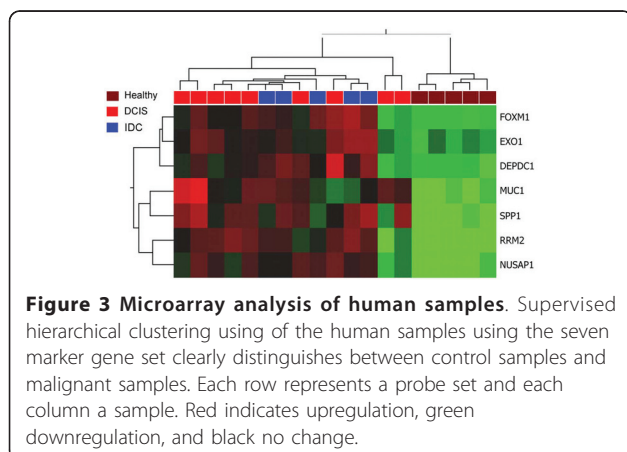 Healthy
DCIS
IDC
FOXM1
EXO1
DEPDC1
MUC1
SPP1
RRM2
NUSAP1
Figure 3 Microarray analysis of human samples. Supervised
hierarchical clustering using of the human samples using the seven
marker gene set clearly distinguishes between control samples and
malignant samples. Each row represents a probe set and each
column a sample. Red indicates upregulation, green
downregulation, and black no change.